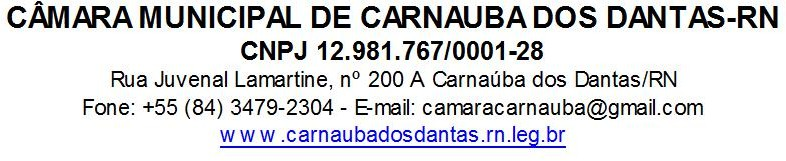 CÂMARA MUNICIPAL DE CARNAUBA DOS DANTAS-RN
CNPJ 12.981.767/0001-28
Rua Juvenal Lamartine, nº 200 A Carnaúba dos Dantas/RN
Fone: +55 (84) 3479-2304 - E-mail: camaracarnauba@gmail.com
w w w .carnaubadosdantas.rn.leg.br